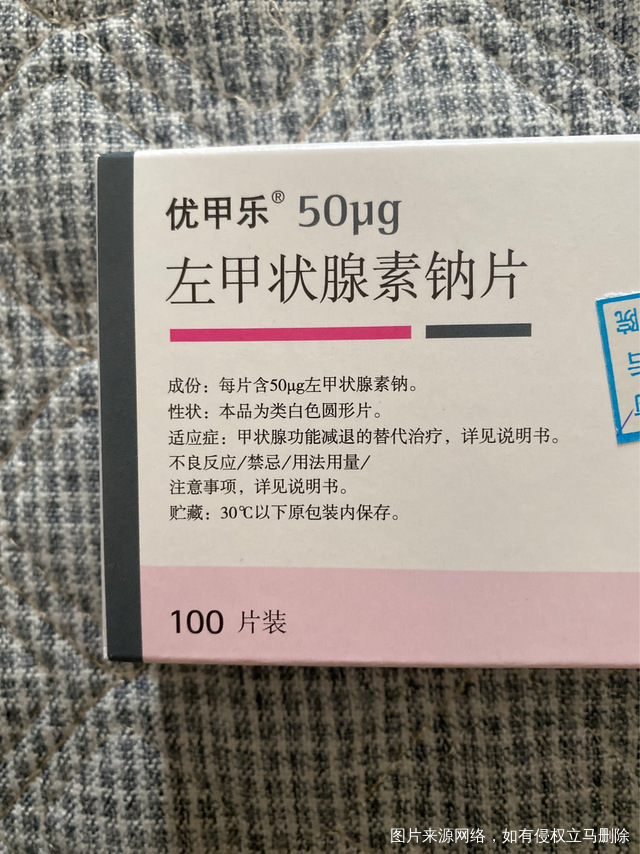 优甲乐® 50μg
左甲状腺素钠片
成份：每片含50μg左甲状腺素钠。
性状：本品为类白色圆形片。
适应症：甲状腺功能减退的替代治疗，详见说明书。
不良反应/禁忌/用法用量/
注意事项，详见说明书。
贮藏：30℃以下原包装内保存。
100 片装
院
图片来源网络，如有侵权立马删除